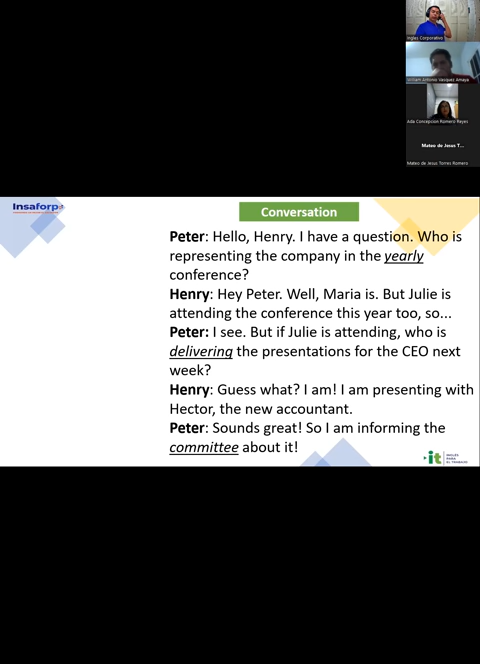 Ingles Corporativo
William Antonio Vasquez Amaya
Ada Concepcion Romero Reyes
Mateo de Jesus T...
Mateo de Jesus Torres Romero
Insaforp
Conversation
Peter: Hello, Henry. I have a question. Who is
representing the company in the yearly
conference?
Henry: Hey Peter. Well, Maria is. But Julie is
attending the conference this year too, so...
Peter: I see. But if Julie is attending, who is
delivering the presentations for the CEO next
week?
Henry: Guess what? I am! I am presenting with
Hector, the new accountant.
Peter: Sounds great! So I am informing the
committee about it!
it
INGLÉS
PARA
EL TRABAJO